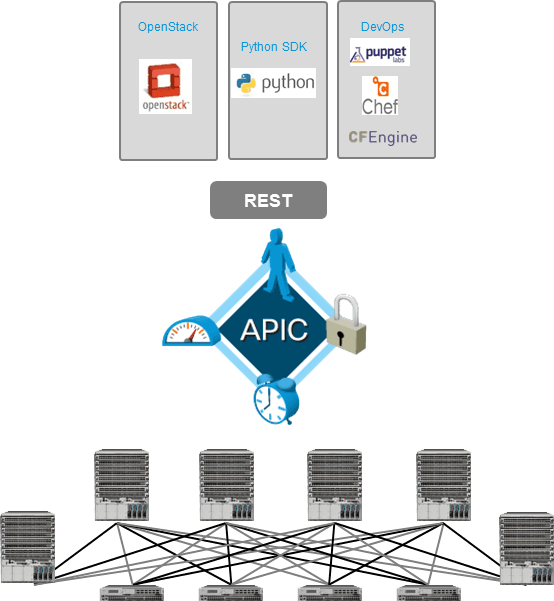 OpenStack
openstack
Python SDK
python
DevOps
puppet
labs
Chef
CFEngine
REST
APIC